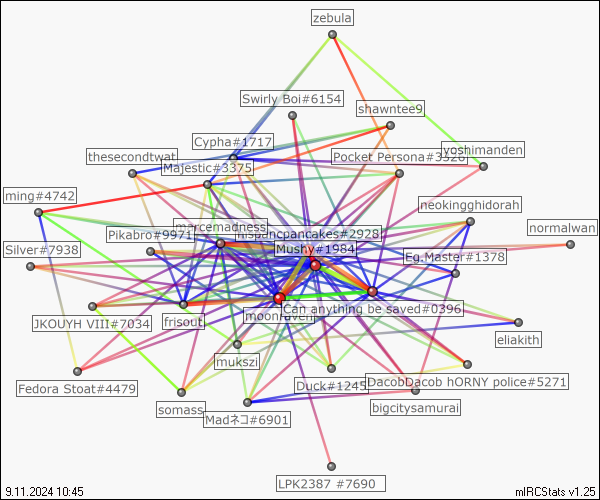 zebula
Swirly Boi#6154
shawntee9
Cypha#1717
thesecondtwat
Pocket Persona#3328
yoshimanden
Majestic#3375
ming#4742
neokingghidorah
marcemadness
Pikabro#9971
#2928
normalwan
Silver#7938
Mushy#1984
Eg.Master#1378
JKOUYH VIII#7034
frisout
moonraven
Can anything be saved#0396
eliakith
mukszi
Fedora Stoat#4479
Duck#1245
DacobDacob hORNY police#5271
somass
Madネコ#6901
bigcitysamurai
LPK2387 #7690
9.11.2024 10:45
mIRCStats v1.25